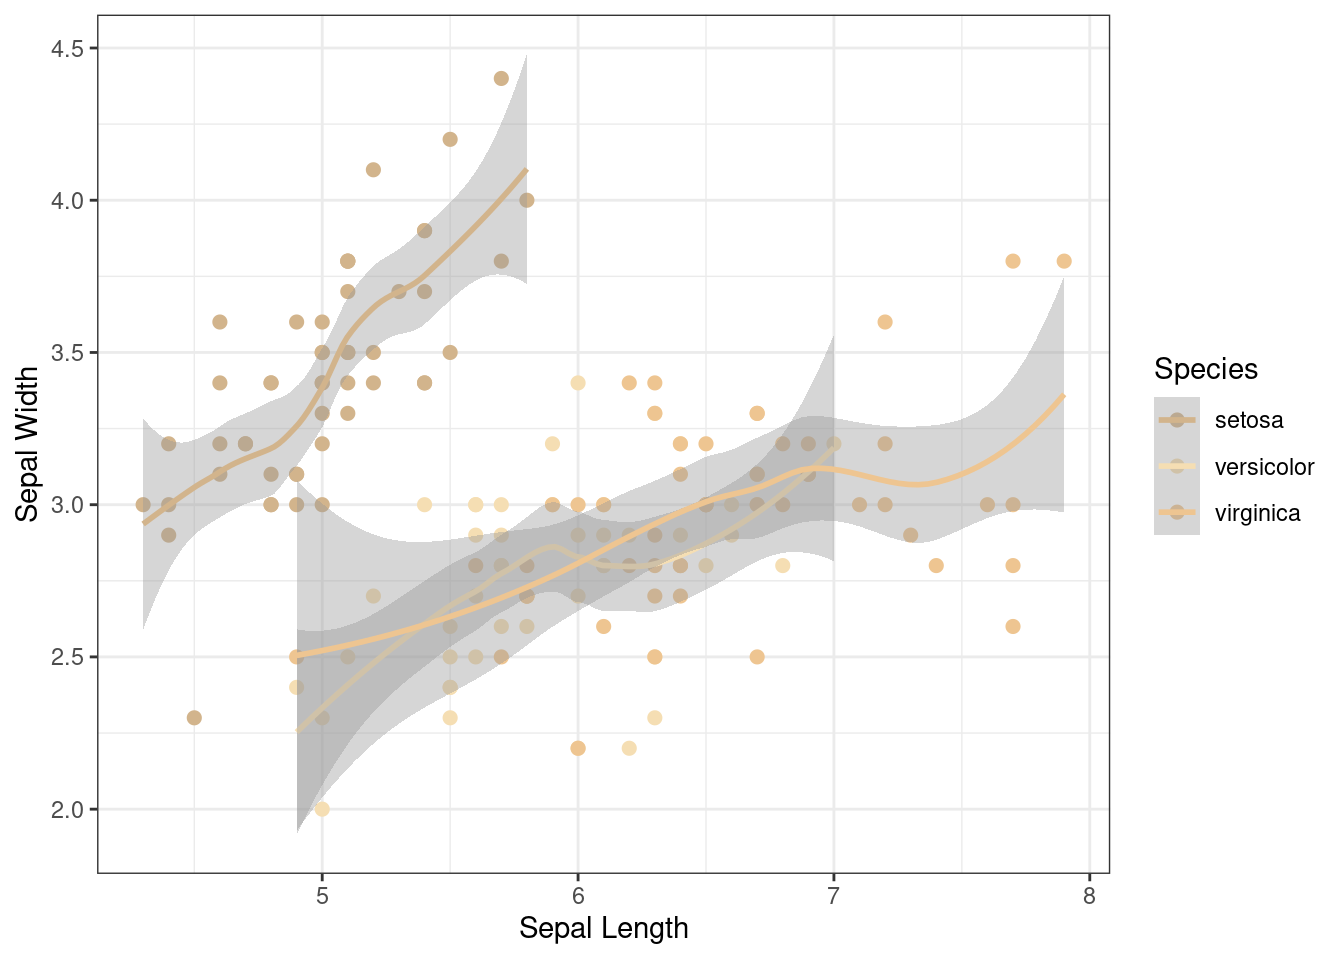 4.5
4.0
3.5
3.0
2.5
2.0
Sepal Width
5 6 7 8
Sepal Length
Species
setosa
versicolor
virginica